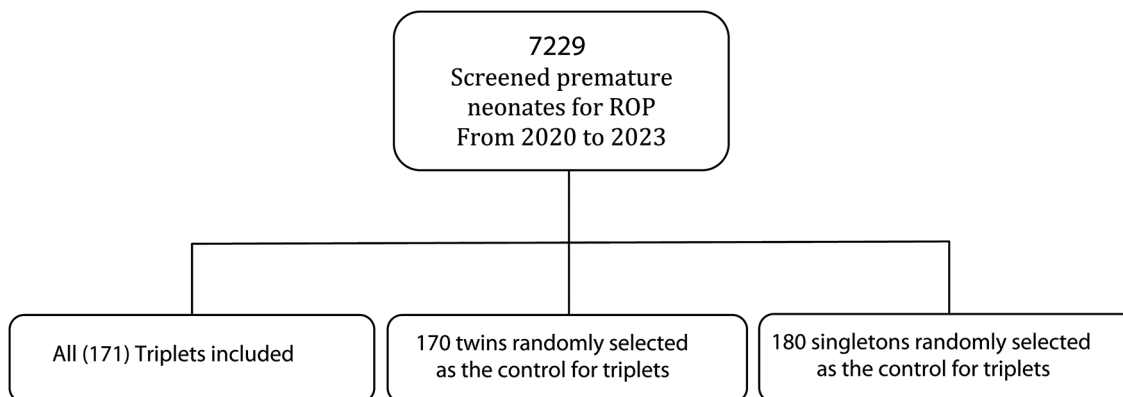 7229
Screened premature
neonates for ROP
From 2020 to 2023
All (171) Triplets included
170 twins randomly selected
as the control for triplets
180 singletons randomly selected
as the control for triplets